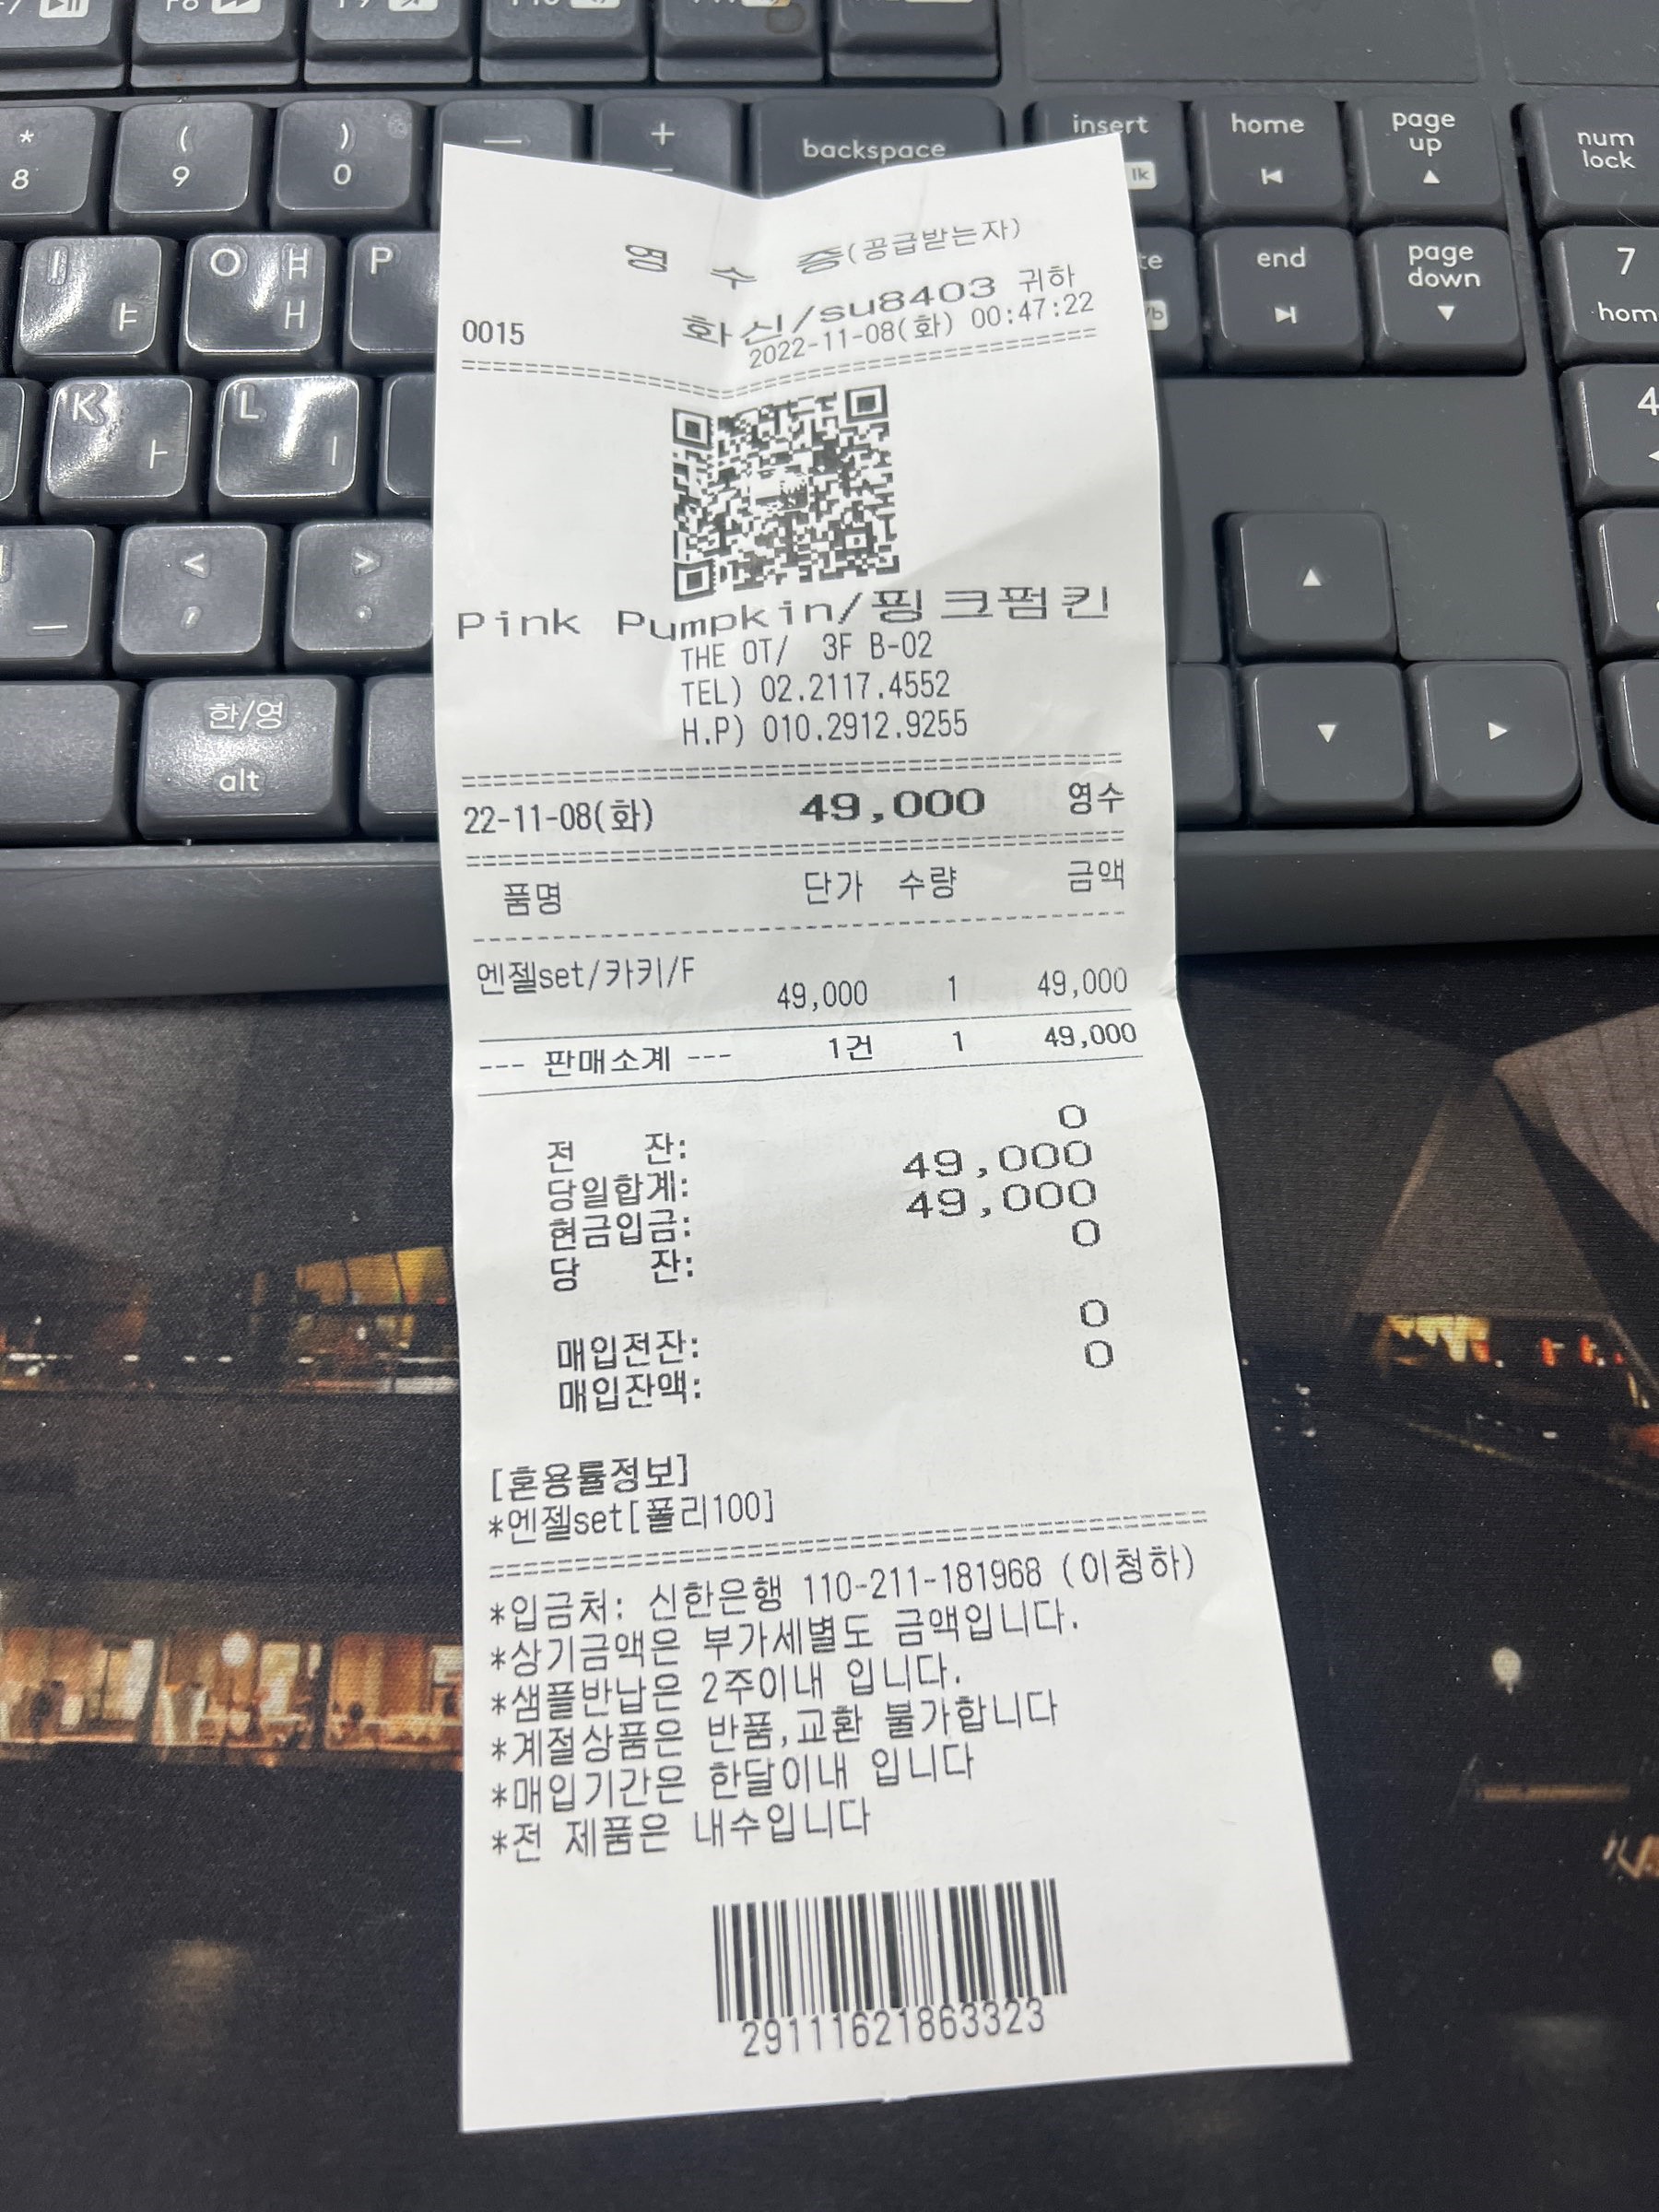 * 8
( 9
) 0
—
+
backspace
insert
home
page up
num lock
I ㅑ
O ㅐ ㅔ
P
end
page down
7 home
K ㅏ
L ㅣ
4
< ,
> .
한/영 alt
영 수 증(공급받는자)
0015 화신/su8403 귀하
2022-11-08(화) 00:47:22
Pink Pumpkin/핑크펌킨
THE OT/ 3F B-02
TEL) 02.2117.4552
H.P) 010.2912.9255
22-11-08(화) 49,000 영수
품명 단가 수량 금액
엔젤set/카키/F
49,000 1 49,000
--- 판매소계 --- 1건 1 49,000
전 잔: 0
당일합계: 49,000
현금입금: 49,000
당 잔: 0
매입전잔: 0
매입잔액: 0
[혼용률정보]
*엔젤set[폴리100]
*입금처: 신한은행 110-211-181968 (이청하)
*상기금액은 부가세별도 금액입니다.
*샘플반납은 2주이내 입니다.
*계절상품은 반품,교환 불가합니다
*매입기간은 한달이내 입니다
*전 제품은 내수입니다
29111621863323